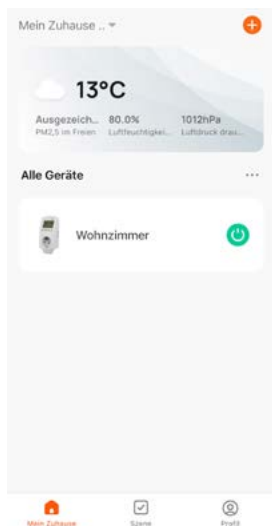 Mein Zuhause ..
13°C
Ausgezeich.. 80.0% 1012hPa
PM2,5 im Freien Luftfeuchtigkei... Luftdruck drau...
Alle Geräte ...
Wohnzimmer
Mein Zuhause Szene Profil